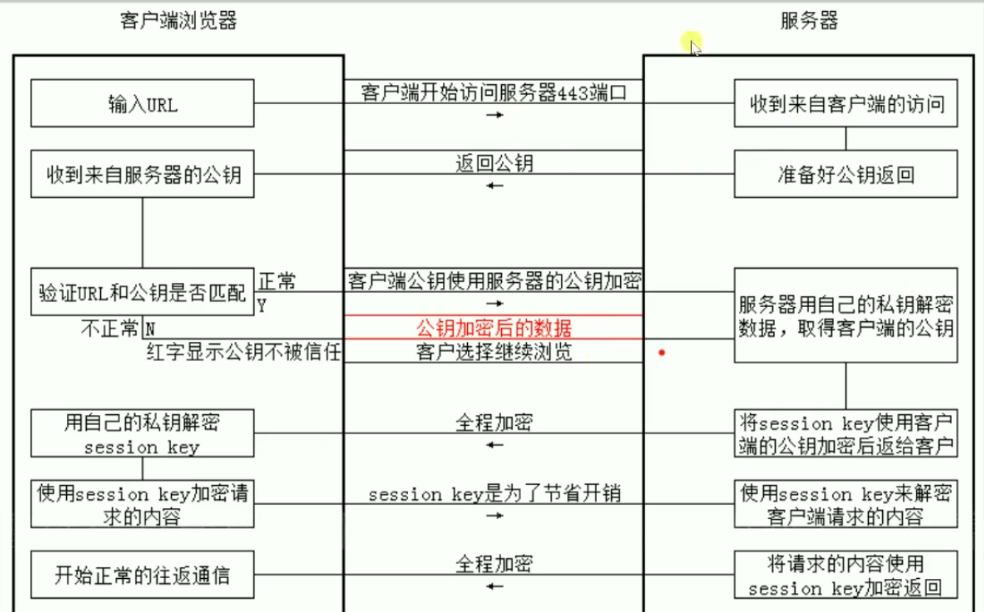 客户端浏览器
服务器
输入URL
客户端开始访问服务器443端口
收到来自客户端的访问
收到来自服务器的公钥
返回公钥
准备好公钥返回
验证URL和公钥是否匹配
正常
Y
客户端公钥使用服务器的公钥加密
服务器用自己的私钥解密
数据，取得客户端的公钥
不正常
N
公钥加密后的数据
红字显示公钥不被信任
客户选择继续浏览
用自己的私钥解密
session key
全程加密
将session key使用客户
端的公钥加密后返给客户
使用session key加密请
求的内容
session key是为了节省开销
使用session key来解密
客户端请求的内容
开始正常的往返通信
全程加密
将请求的内容使用
session key加密返回